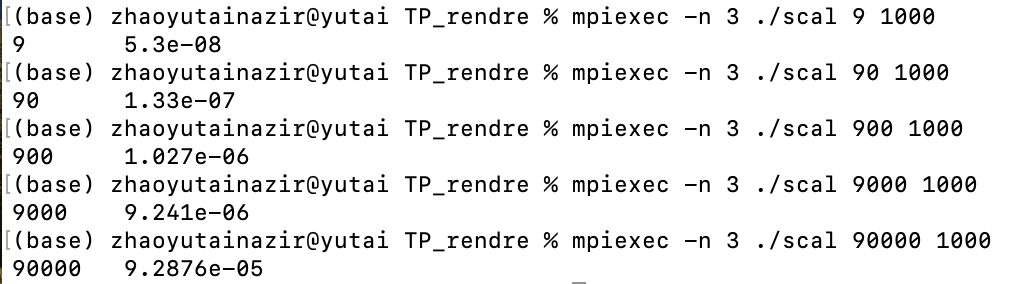 (base) zhaoyutainazir@yutai TP_rendre % mpiexec -n 3 ./scal 9 1000
9 5.3e-08
[(base) zhaoyutainazir@yutai TP_rendre % mpiexec -n 3 ./scal 90 1000
90 1.33e-07
[(base) zhaoyutainazir@yutai TP_rendre % mpiexec -n 3 ./scal 900 1000
900 1.027e-06
[(base) zhaoyutainazir@yutai TP_rendre % mpiexec -n 3 ./scal 9000 1000
9000 9.241e-06
[(base) zhaoyutainazir@yutai TP_rendre % mpiexec -n 3 ./scal 90000 1000
90000 9.2876e-05